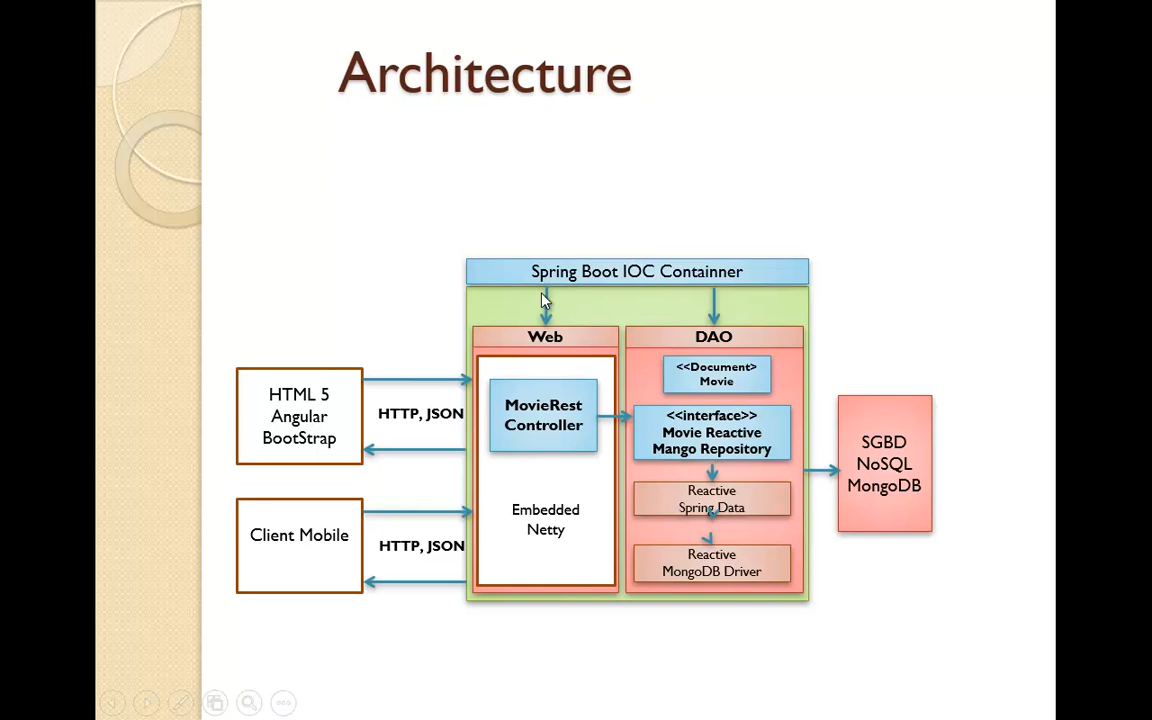 Architecture
Spring Boot IOC Containner
Web
DAO
<<Document>
Movie
MovieRest
Controller
<<interface>>
Movie Reactive
Mango Repository
HTML 5
Angular
BootStrap
HTTP, JSON
SGBD
NoSQL
MongoDB
Reactive
Spring Data
Embedded
Netty
Client Mobile
HTTP, JSON
Reactive
MongoDB Driver